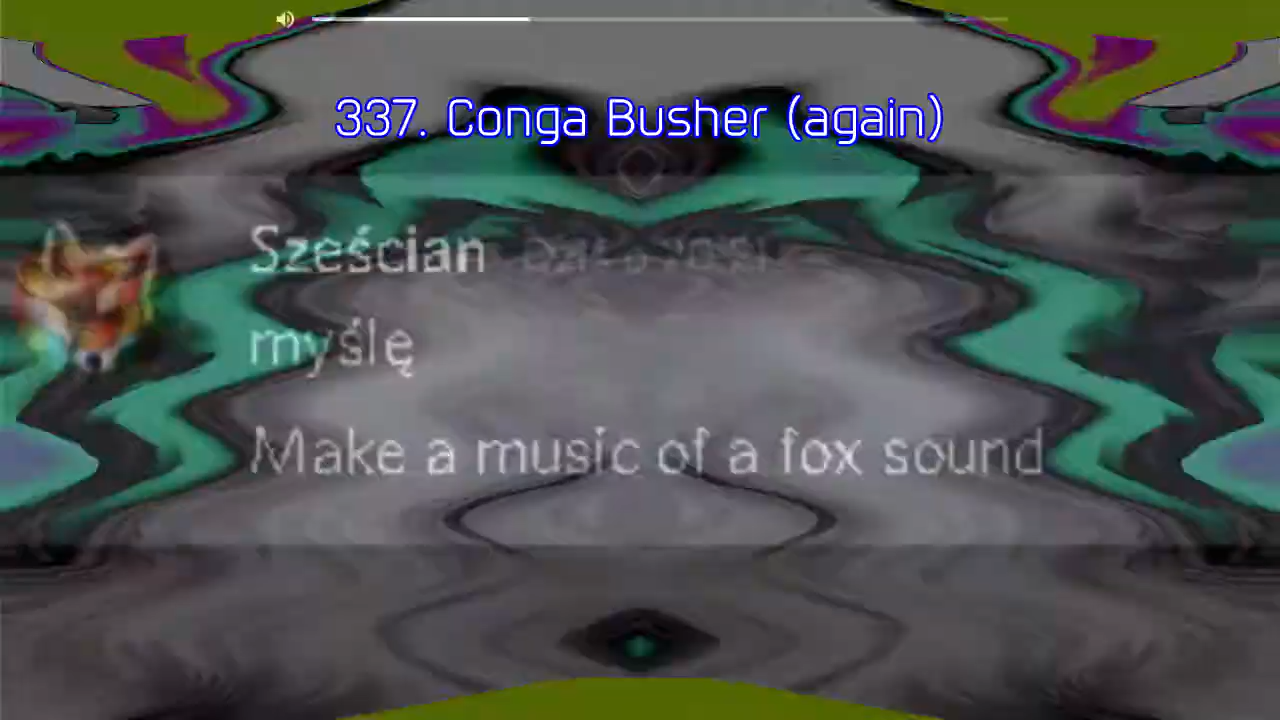 337. Conga Busher (again)
Sześcian
myślę
Make a music of a fox sound